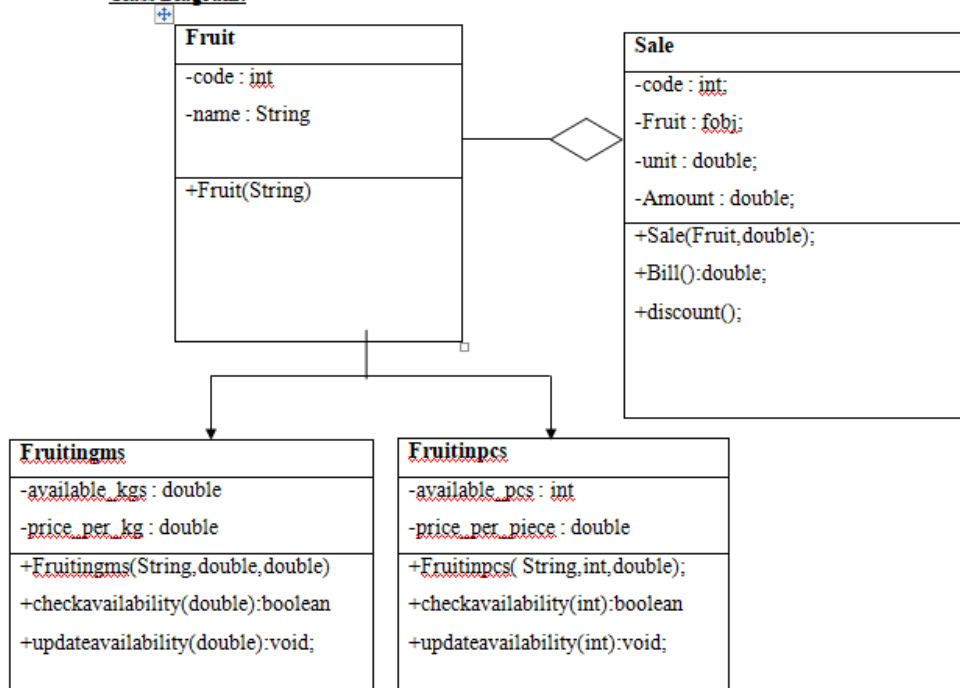 Fruit
-code : int
-name : String
+Fruit(String)
Sale
-code : int;
-Fruit : fobj;
-unit : double;
-Amount : double;
+Sale(Fruit,double);
+Bill():double;
+discount();
Fruitingms
-available_kgs : double
-price_per_kg : double
+Fruitingms(String,double,double)
+checkavailability(double):boolean
+updateavailability(double):void;
Fruitinpcs
-available_pcs : int
-price_per_piece : double
+Fruitinpcs( String,int,double);
+checkavailability(int):boolean
+updateavailability(int):void;